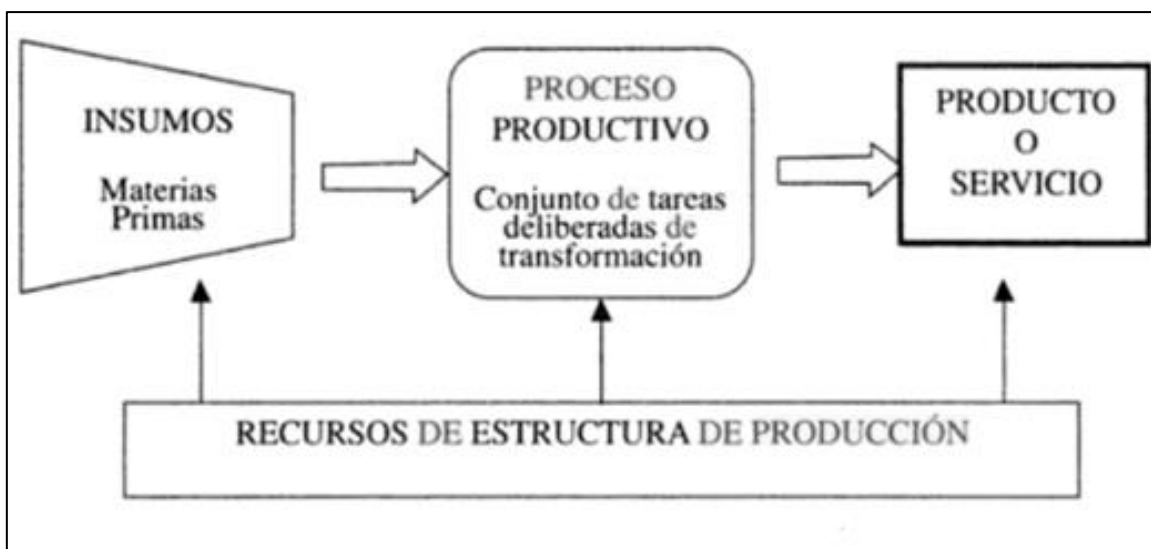 INSUMOS
Materias
Primas
PROCESO
PRODUCTIVO
Conjunto de tareas
deliberadas de
transformación
PRODUCTO
O
SERVICIO
RECURSOS DE ESTRUCTURA DE PRODUCCIÓN